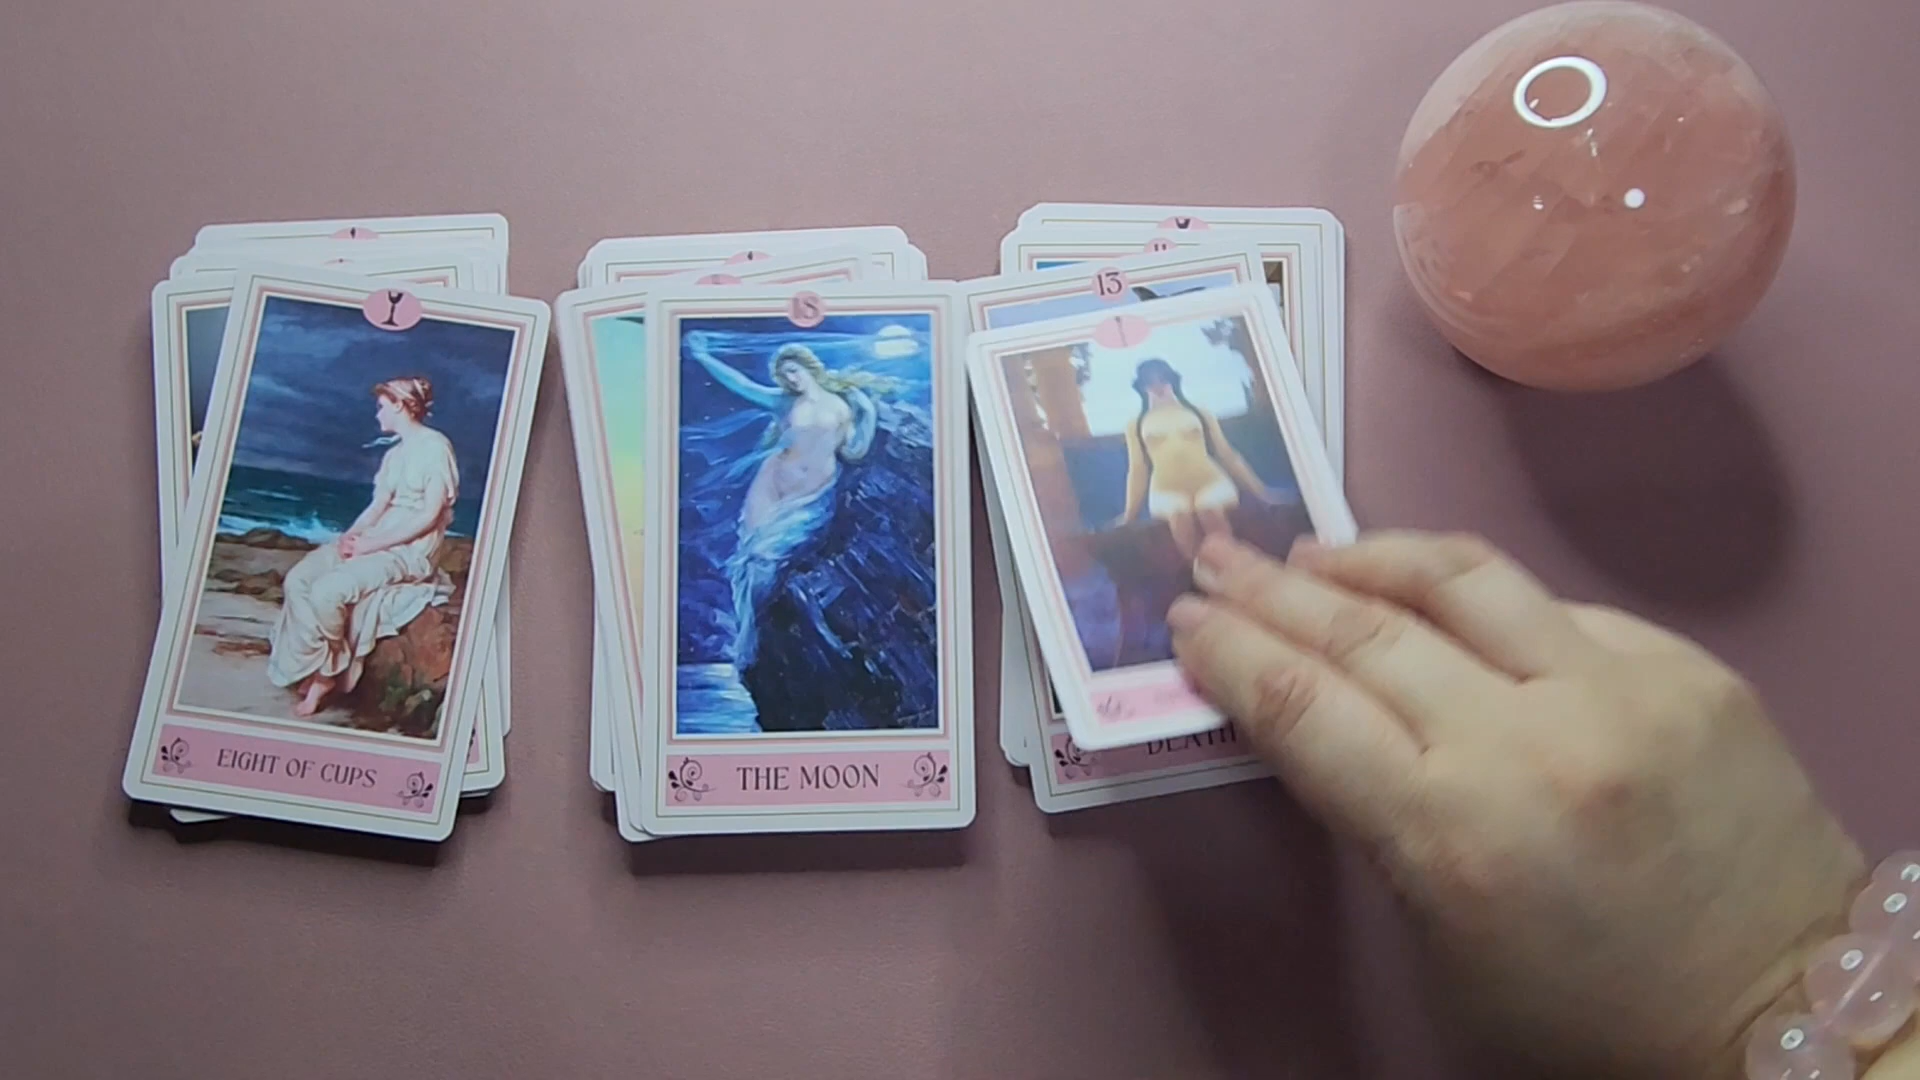 18
13
EIGHT OF CUPS
THE MOON
DEATH